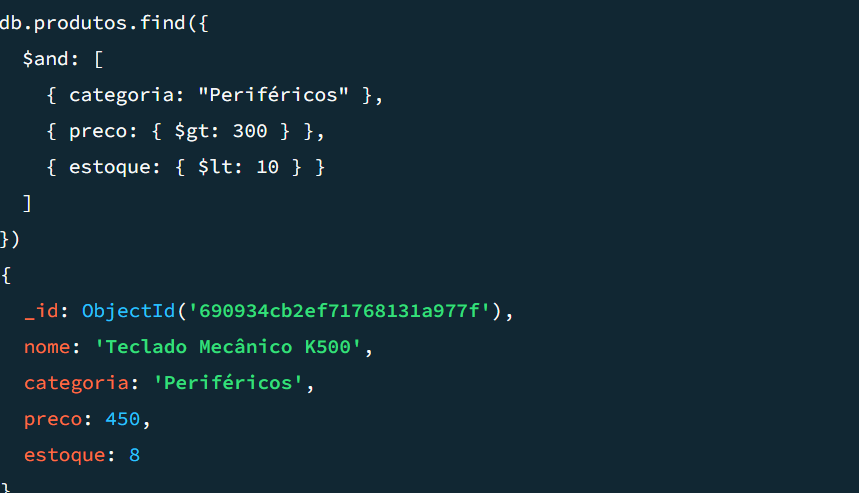 db.produtos.find({
  $and: [
    { categoria: "Periféricos" },
    { preco: { $gt: 300 } },
    { estoque: { $lt: 10 } }
  ]
})
{
  _id: ObjectId('690934cb2ef71768131a977f'),
  nome: 'Teclado Mecânico K500',
  categoria: 'Periféricos',
  preco: 450,
  estoque: 8
}